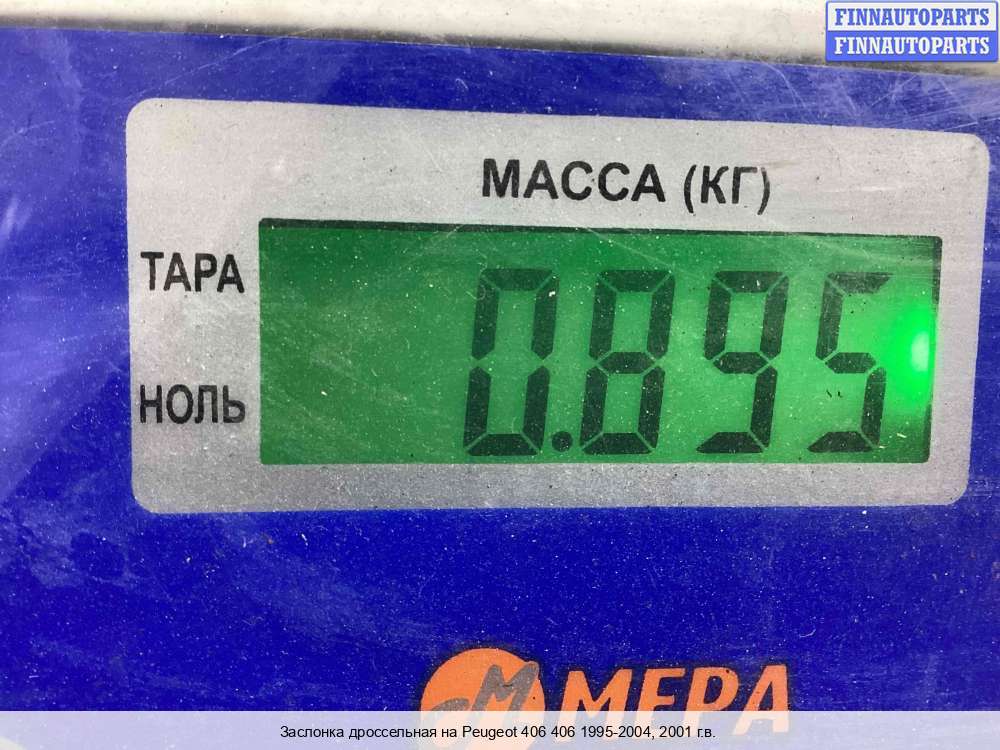 FINNAUTOPARTS
FINNAUTOPARTS
МАССА (КГ)
ТАРА
0.895
НОЛЬ
М МЕРА
Заслонка дроссельная на Peugeot 406 406 1995-2004, 2001 г.в.